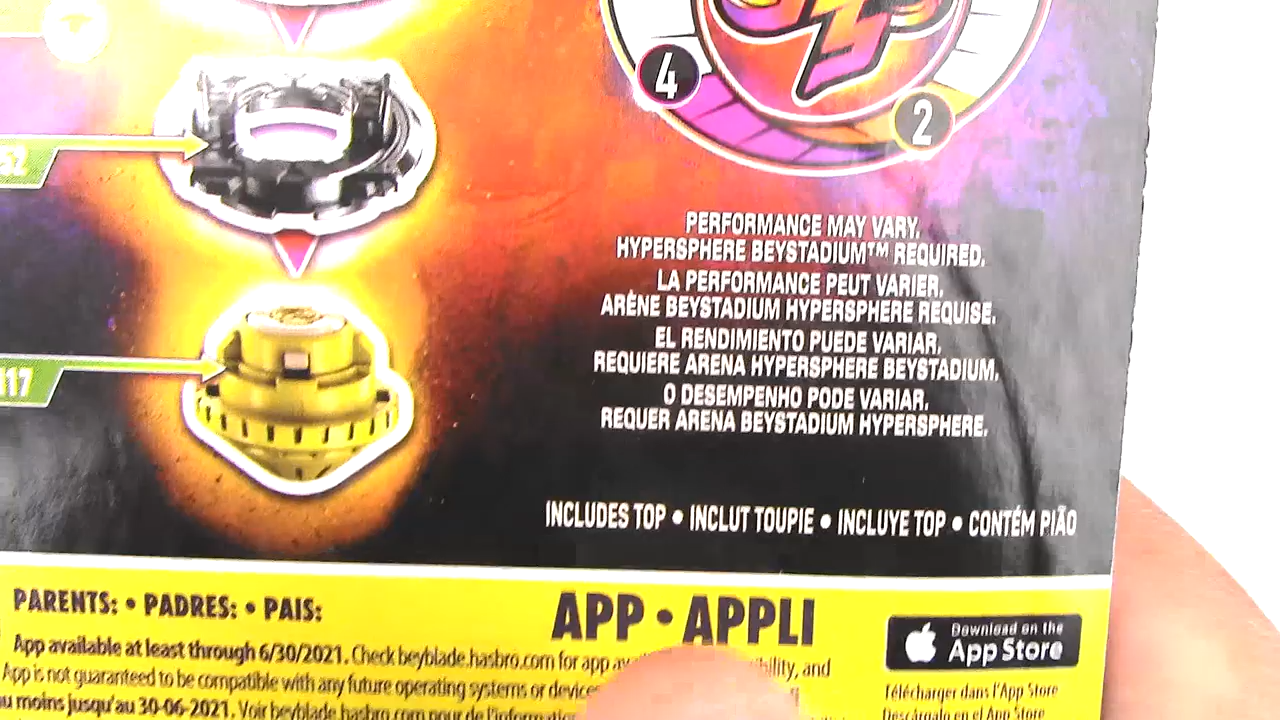 4
2
52
117
PERFORMANCE MAY VARY.
HYPERSPHERE BEYSTADIUM™ REQUIRED.
LA PERFORMANCE PEUT VARIER.
ARÈNE BEYSTADIUM HYPERSPHERE REQUISE.
EL RENDIMIENTO PUEDE VARIAR.
REQUIERE ARENA HYPERSPHERE BEYSTADIUM.
O DESEMPENHO PODE VARIAR.
REQUER ARENA BEYSTADIUM HYPERSPHERE.
INCLUDES TOP • INCLUT TOUPIE • INCLUYE TOP • CONTÉM PIÃO
PARENTS: • PADRES: • PAIS:
App available at least through 6/30/2021. Check beyblade.hasbro.com for app and
App is not guaranteed to be compatible with any future operating systems or
au moins jusqu'au 30-06-2021. Voir beyblade.hasbro.com pour de
APP • APPLI
Download on the
App Store
Télécharger dans l'App Store
Descárgalo en el App Store